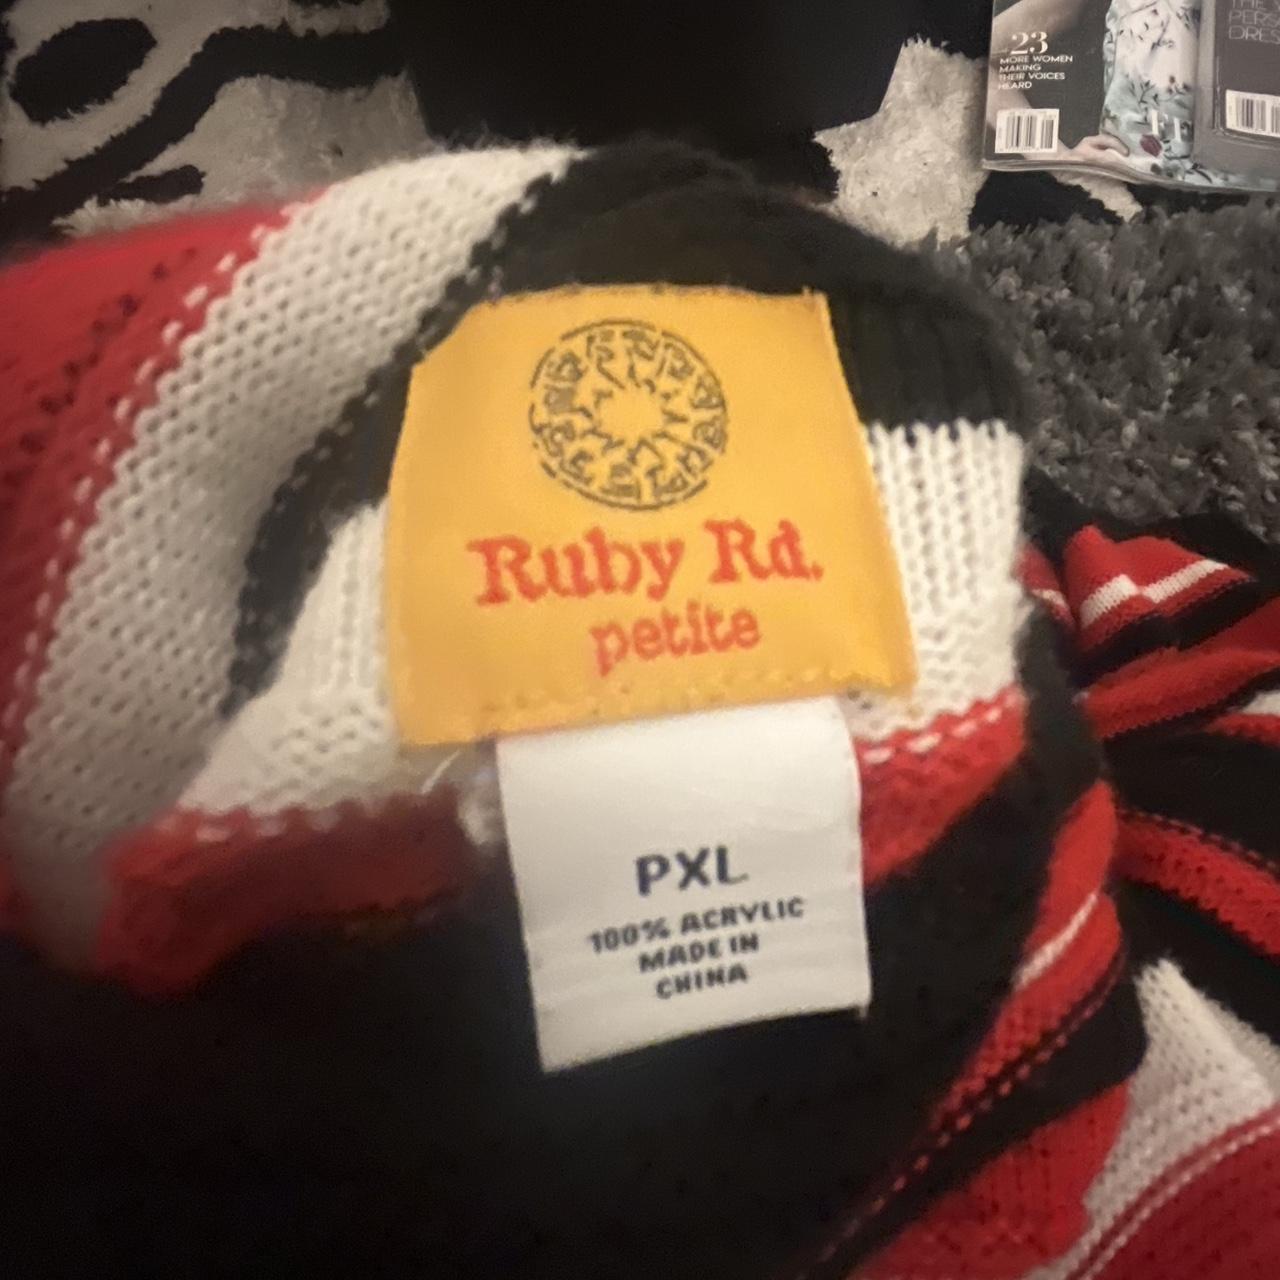 23
MORE WOMEN
MAKING
THEIR VOICES
HEARD
Ruby Rd.
petite
PXL
100% ACRYLIC
MADE IN
CHINA